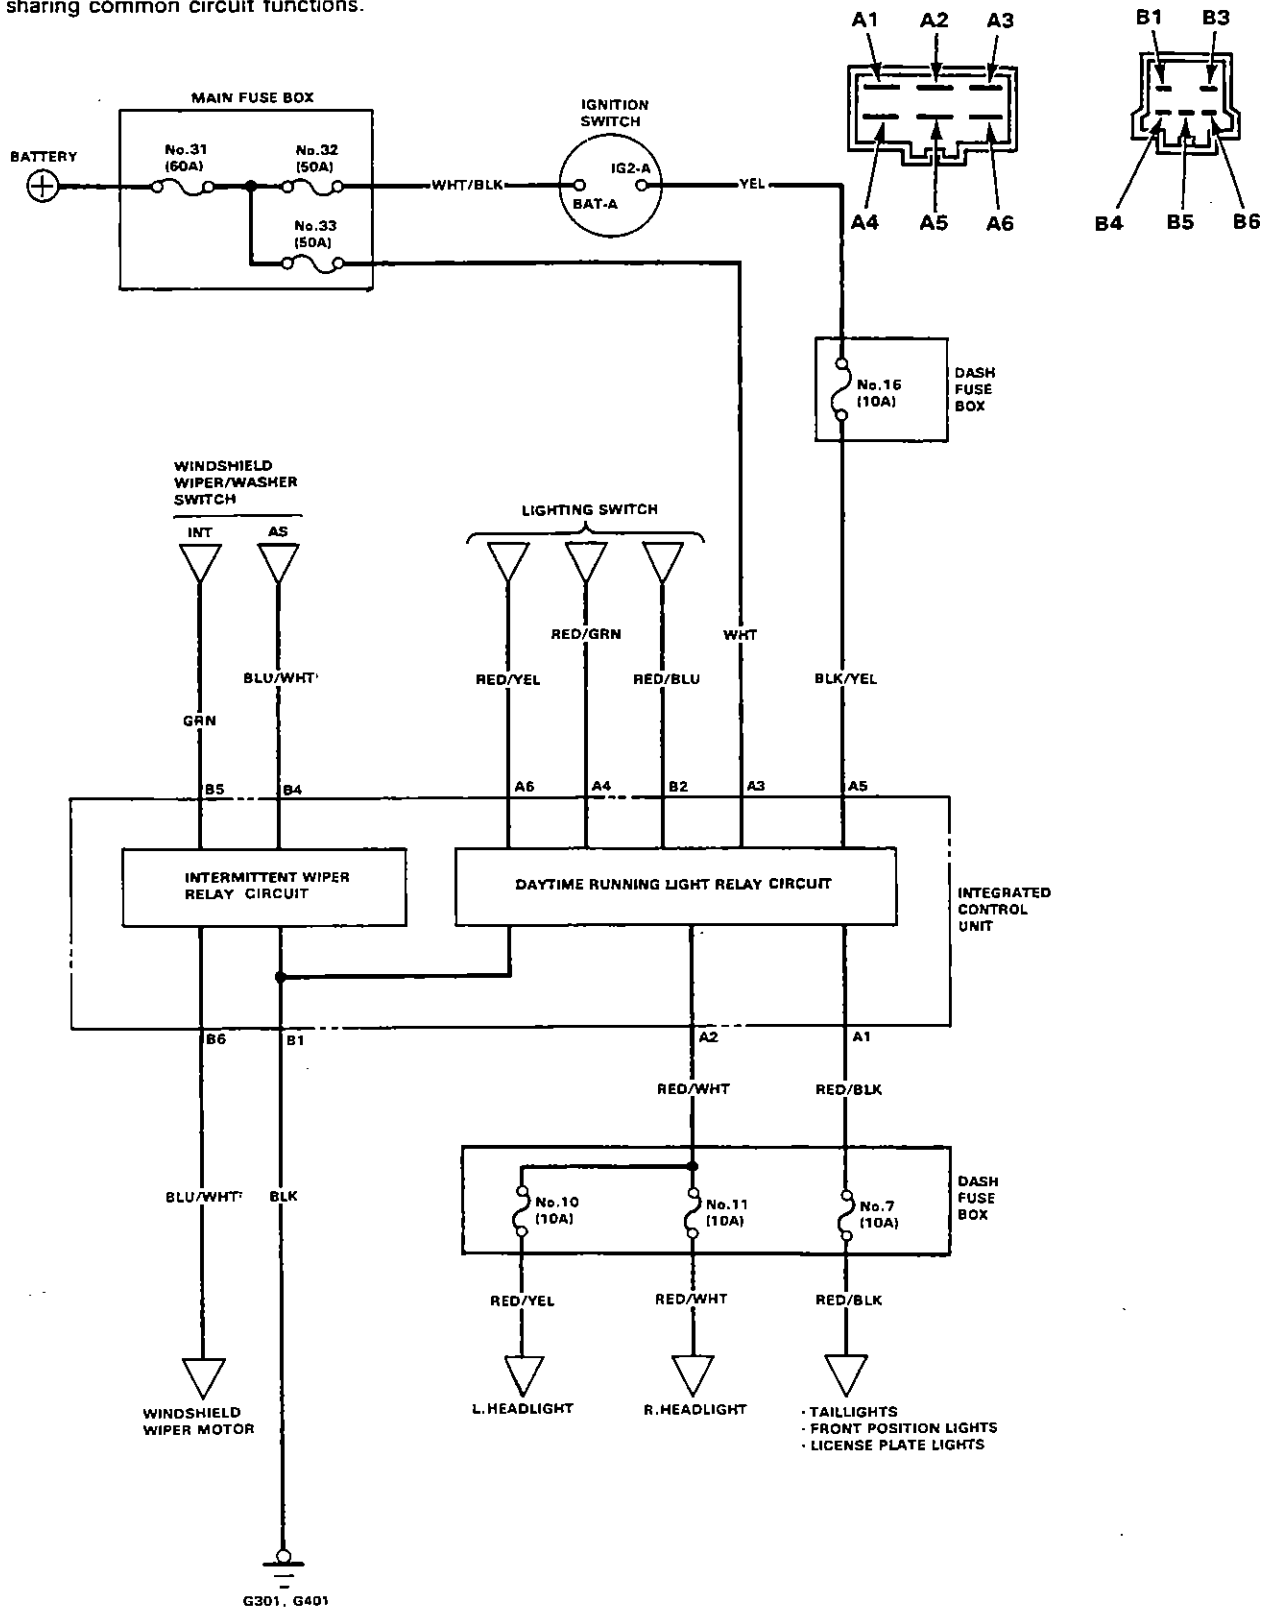 sharing common circuit functions.
A1 A2 A3
B1 B3
MAIN FUSE BOX
IGNITION
SWITCH
BATTERY
No.31
(60A)
No.32
(50A)
WHT/BLK
IG2-A
BAT-A
YEL
A4 A5 A6
B4 B5 B6
No.33
(50A)
No.16
(10A)
DASH
FUSE
BOX
WINDSHIELD
WIPER/WASHER
SWITCH
INT AS
LIGHTING SWITCH
RED/GRN
WHT
BLU/WHT
RED/YEL
RED/BLU
BLK/YEL
GRN
B5 B4 A6 A4 B2 A3 A5
INTERMITTENT WIPER
RELAY CIRCUIT
DAYTIME RUNNING LIGHT RELAY CIRCUIT
INTEGRATED
CONTROL
UNIT
B6 B1 A2 A1
RED/WHT RED/BLK
BLU/WHT BLK
No.10
(10A)
No.11
(10A)
No.7
(10A)
DASH
FUSE
BOX
RED/YEL RED/WHT RED/BLK
WINDSHIELD
WIPER MOTOR
L.HEADLIGHT
R.HEADLIGHT
· TAILLIGHTS
· FRONT POSITION LIGHTS
· LICENSE PLATE LIGHTS
G301, G401